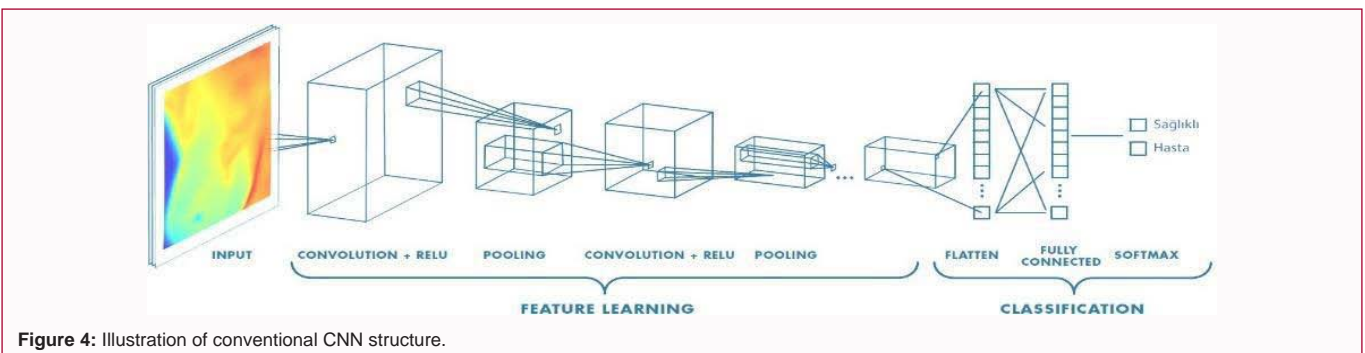 Sağlıklı
Hasta
...
INPUT
CONVOLUTION + RELU
POOLING
CONVOLUTION + RELU
POOLING
FLATTEN
FULLY
CONNECTED
SOFTMAX
FEATURE LEARNING
CLASSIFICATION
Figure 4: Illustration of conventional CNN structure.